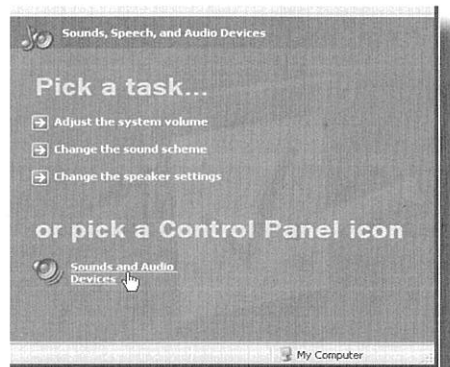 Sounds, Speech, and Audio Devices
Pick a task...
Adjust the system volume
Change the sound scheme
Change the speaker settings
or pick a Control Panel icon
Sounds and Audio
Devices
My Computer